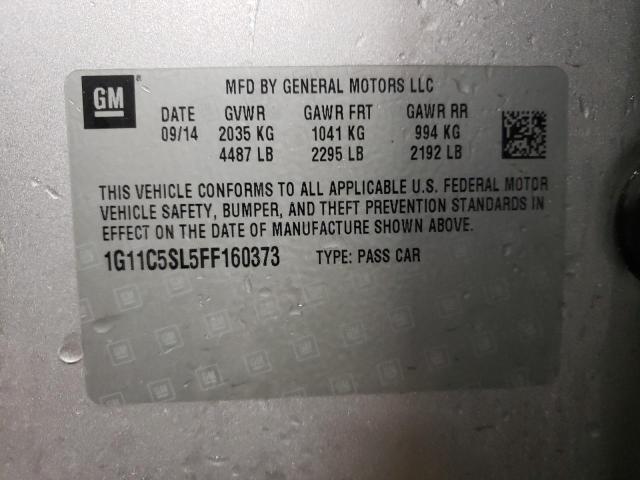 GM
MFD BY GENERAL MOTORS LLC
DATE GVWR GAWR FRT GAWR RR
09/14 2035 KG 1041 KG 994 KG
4487 LB 2295 LB 2192 LB
THIS VEHICLE CONFORMS TO ALL APPLICABLE U.S. FEDERAL MOTOR
VEHICLE SAFETY, BUMPER, AND THEFT PREVENTION STANDARDS IN
EFFECT ON THE DATE OF MANUFACTURE SHOWN ABOVE.
1G11C5SL5FF160373 TYPE: PASS CAR